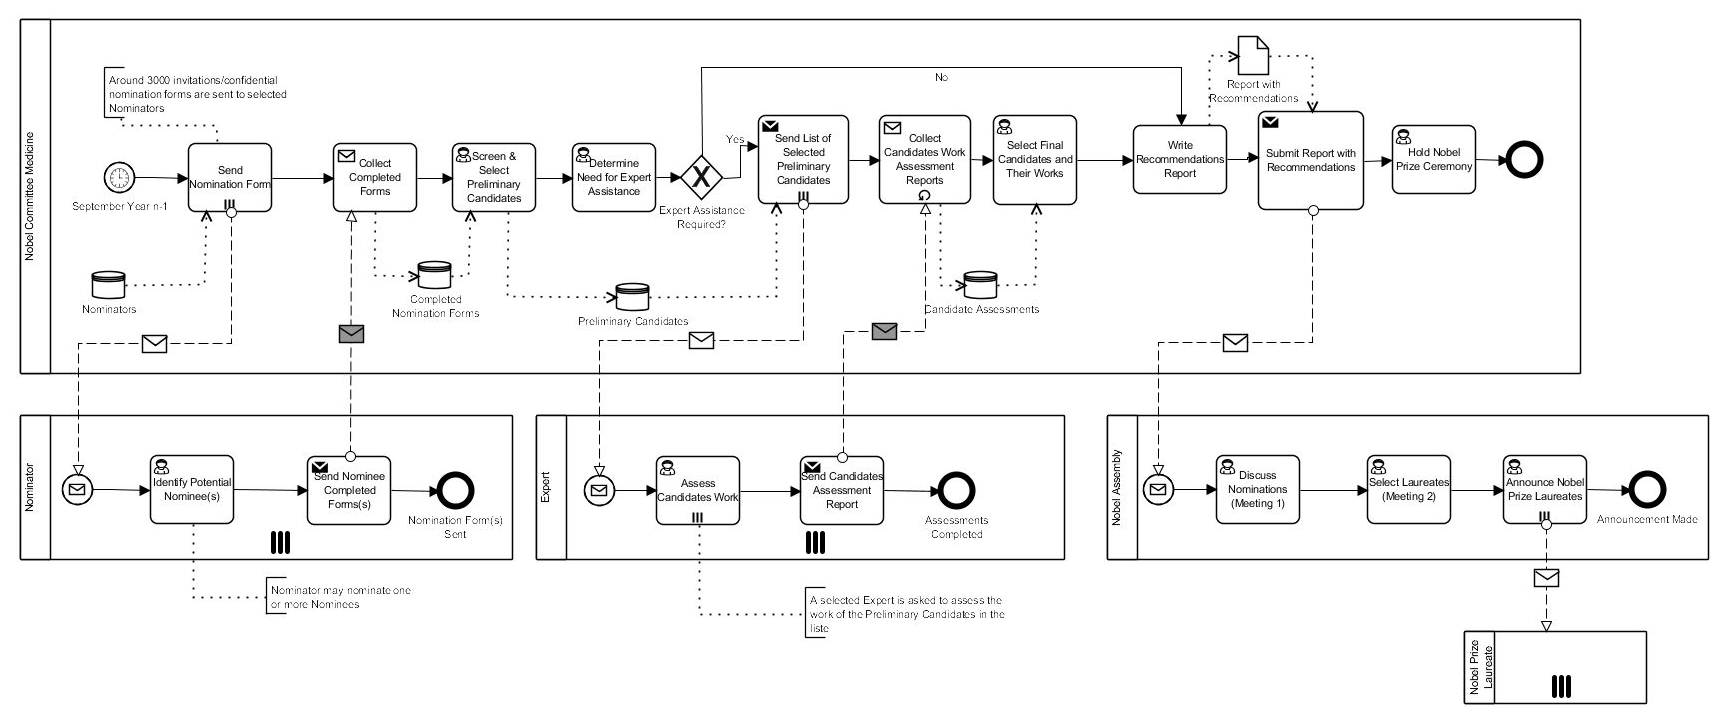 Nobel Committee Medicine
Around 3000 invitations/confidential
nomination forms are sent to selected
Nominators
September Year n-1
Send
Nomination Form
Nominators
Collect
Completed
Forms
Completed
Nomination Forms
Screen &
Select
Preliminary
Candidates
Preliminary Candidates
Determine
Need for Expert
Assistance
Expert Assistance
Required?
No
Yes
Send List of
Selected
Preliminary
Candidates
Collect
Candidates Work
Assessment
Reports
Candidate Assessments
Select Final
Candidates and
Their Works
Write
Recommendations
Report
Report with
Recommendations
Submit Report with
Recommendations
Hold Nobel
Prize Ceremony
Nominator
Identify Potential
Nominee(s)
Send Nominee
Completed
Forms(s)
Nomination Form(s)
Sent
Nominator may nominate one
or more Nominees
Expert
Assess
Candidates Work
Send Candidates
Assessment
Report
Assessments
Completed
A selected Expert is asked to assess the
work of the Preliminary Candidates in the
liste
Nobel Assembly
Discuss
Nominations
(Meeting 1)
Select Laureates
(Meeting 2)
Announce Nobel
Prize Laureates
Announcement Made
Nobel Prize
Laureate